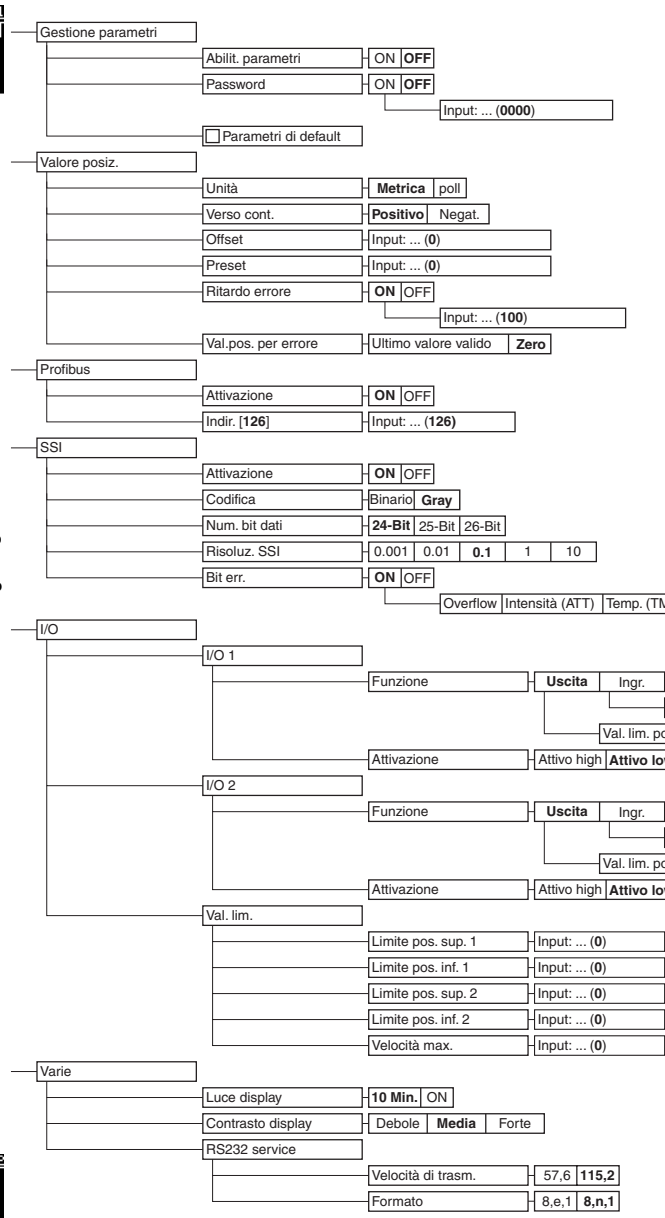 Gestione parametri
Abilit. parametri ON OFF
Password ON OFF
Input: ... (0000)
Parametri di default
Valore posiz.
Unità Metrica poll
Verso cont. Positivo Negat.
Offset Input: ... (0)
Preset Input: ... (0)
Ritardo errore ON OFF
Input: ... (100)
Val.pos. per errore Ultimo valore valido Zero
Profibus
Attivazione ON OFF
Indir. [126] Input: ... (126)
SSI
Attivazione ON OFF
Codifica Binario Gray
Num. bit dati 24-Bit 25-Bit 26-Bit
Risoluz. SSI 0.001 0.01 0.1 1 10
Bit err. ON OFF
Overflow Intensità (ATT) Temp. (TM
I/O
I/O 1
Funzione Uscita Ingr.
Val. lim.
Attivazione Attivo high Attivo
I/O 2
Funzione Uscita Ingr.
Val. lim.
Attivazione Attivo high Attivo
Val. lim.
Limite pos. sup. 1 Input: ... (0)
Limite pos. inf. 1 Input: ... (0)
Limite pos. sup. 2 Input: ... (0)
Limite pos. inf. 2 Input: ... (0)
Velocità max. Input: ... (0)
Varie
Luce display 10 Min. ON
Contrasto display Debole Media Forte
RS232 service
Velocità di trasm. 57,6 115,2
Formato 8,e,1 8,n,1